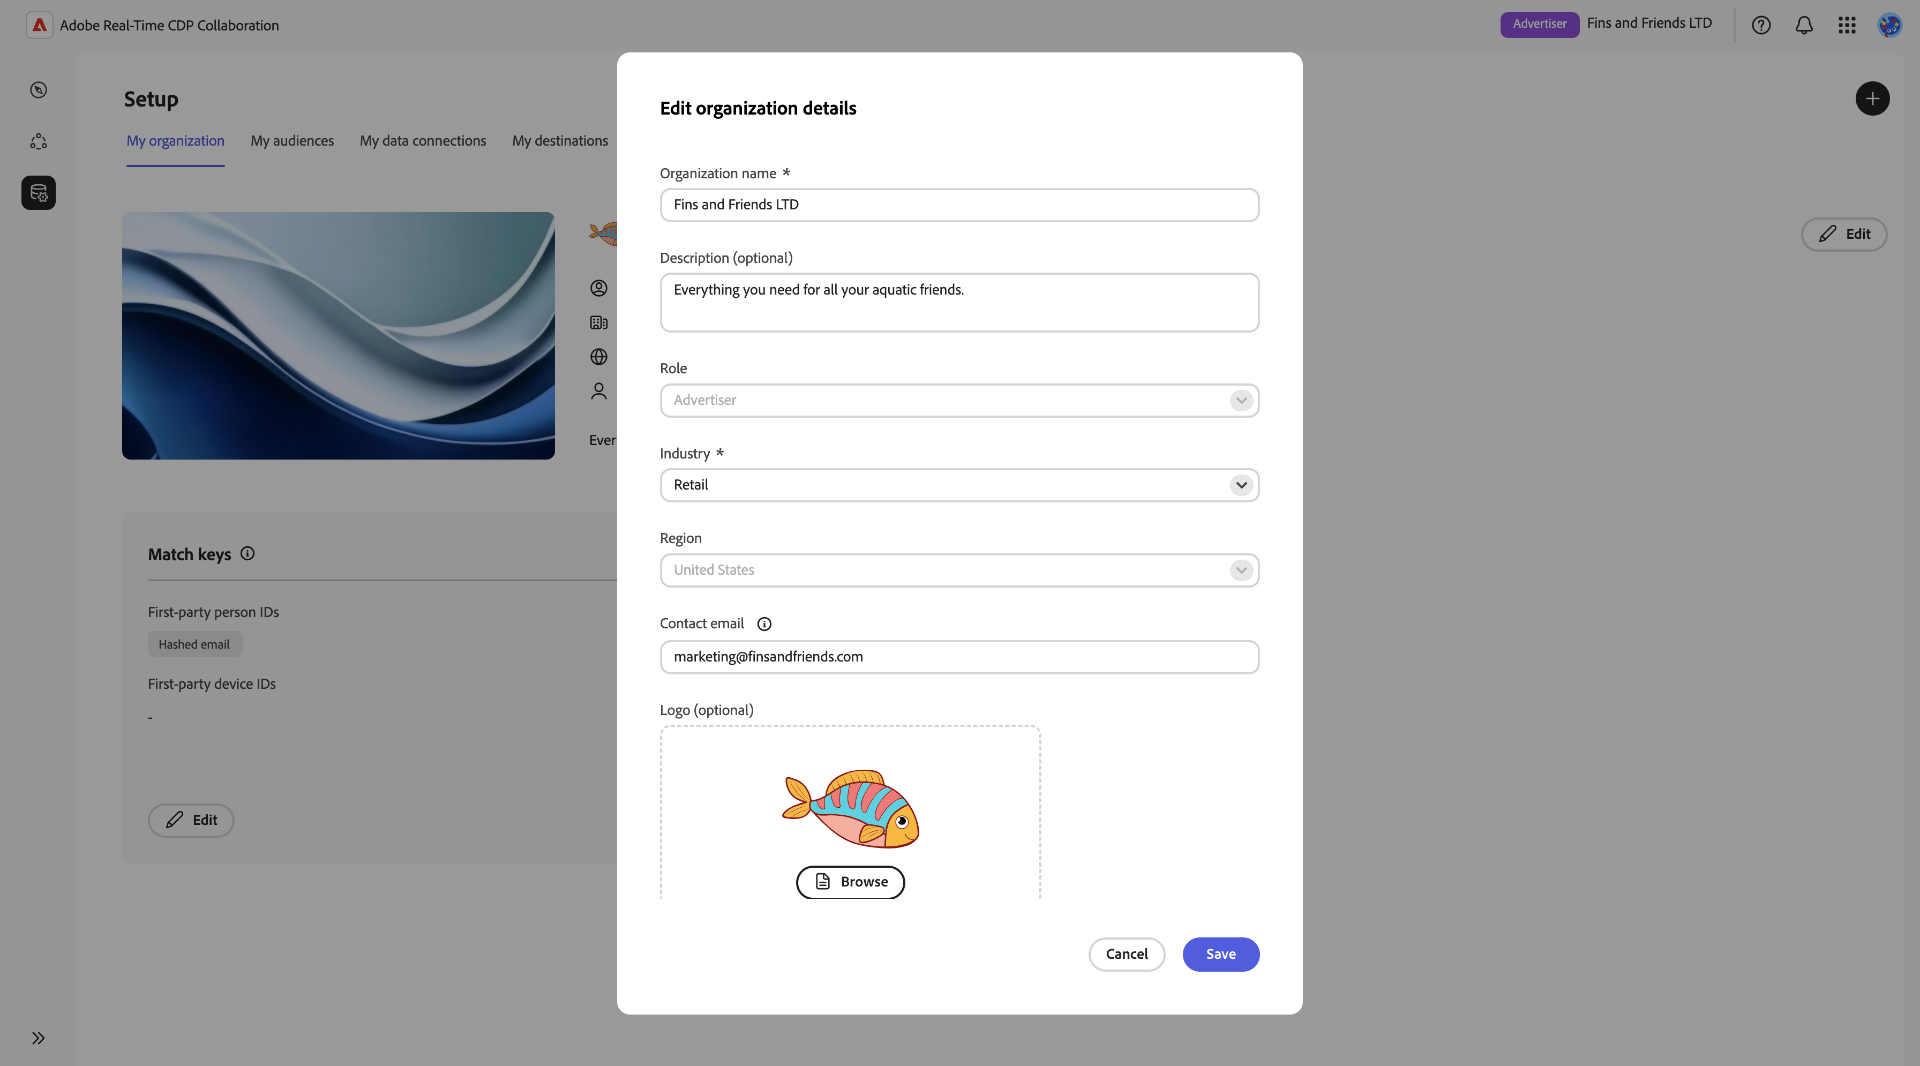 Adobe Real-Time CDP Collaboration
Advertiser
Fins and Friends LTD
Setup
My organization
My audiences
My data connections
My destinations
Edit
Ever
Match keys
First-party person IDs
Hashed email
First-party device IDs
-
Edit
Edit organization details
Organization name *
Fins and Friends LTD
Description (optional)
Everything you need for all your aquatic friends.
Role
Advertiser
Industry *
Retail
Region
United States
Contact email
marketing@finsandfriends.com
Logo (optional)
Browse
Cancel
Save